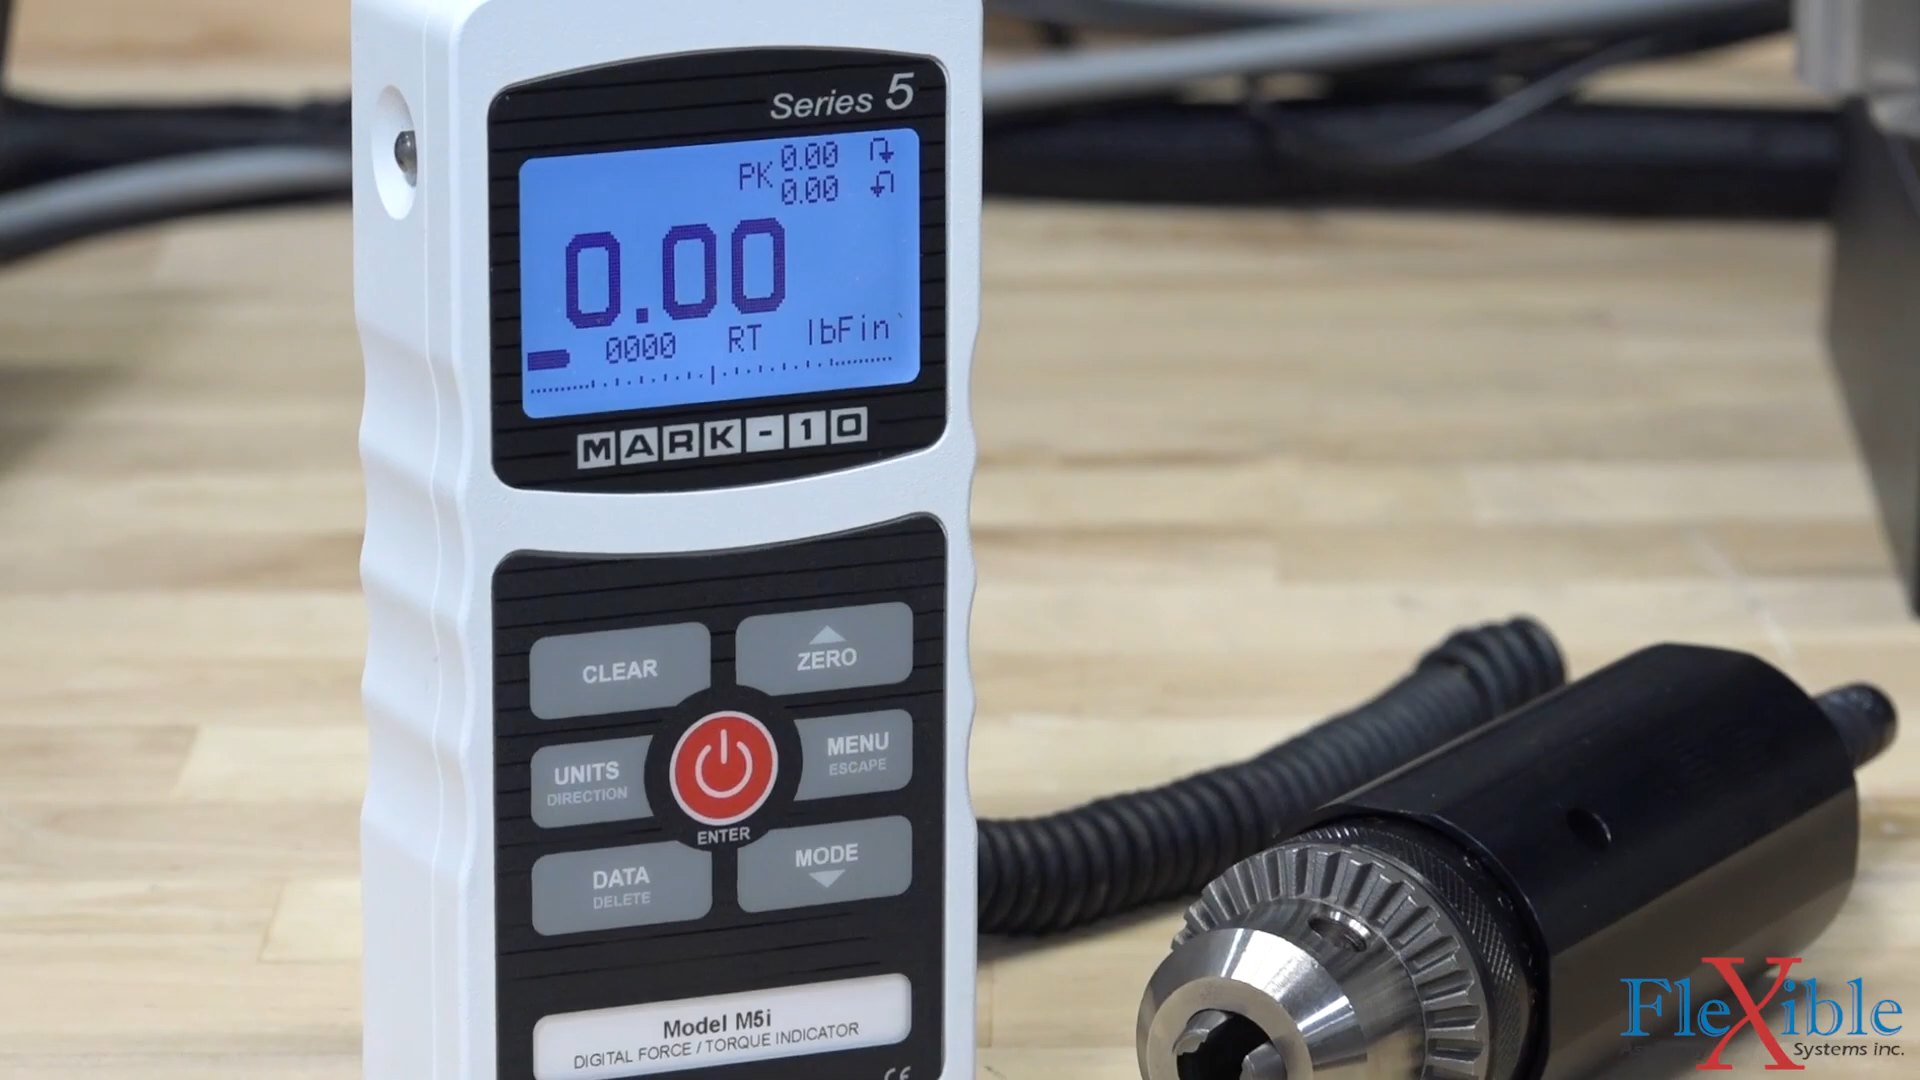 Series 5
PK 0.00
0.00
0.00
0000 RT lbFin
MARK-10
CLEAR
ZERO
UNITS
DIRECTION
MENU
ESCAPE
ENTER
DATA
DELETE
MODE
Model M5i
DIGITAL FORCE / TORQUE INDICATOR
CE
FleXible
Systems inc.